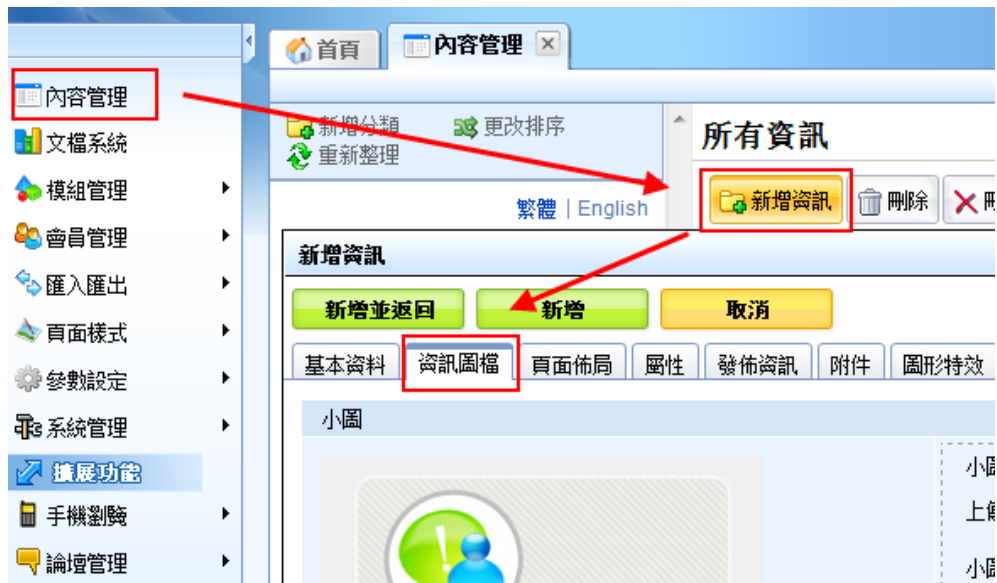 首頁
內容管理
內容管理
文檔系統
模組管理
會員管理
匯入匯出
頁面樣式
參數設定
系統管理
擴展功能
手機瀏覽
論壇管理
新增分類
更改排序
重新整理
繁體 | English
所有資訊
新增資訊
刪除
新增資訊
新增並返回
新增
取消
基本資料
資訊圖檔
頁面佈局
屬性
發佈資訊
附件
圖形特效
小圖